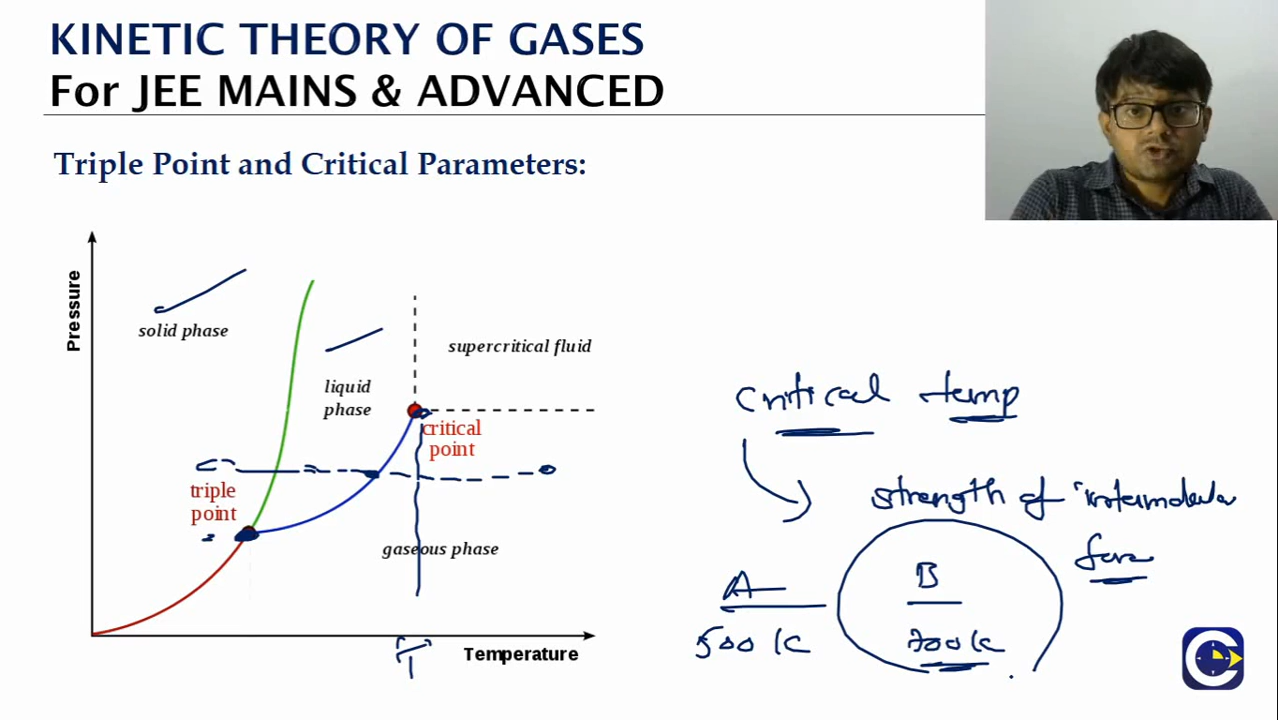 KINETIC THEORY OF GASES
For JEE MAINS & ADVANCED
Triple Point and Critical Parameters:
Pressure
solid phase
liquid
phase
supercritical fluid
critical
point
triple
point
gaseous phase
Temperature
critical temp
strength of intermolecular
force
A
B
500 K
700 K
T
C